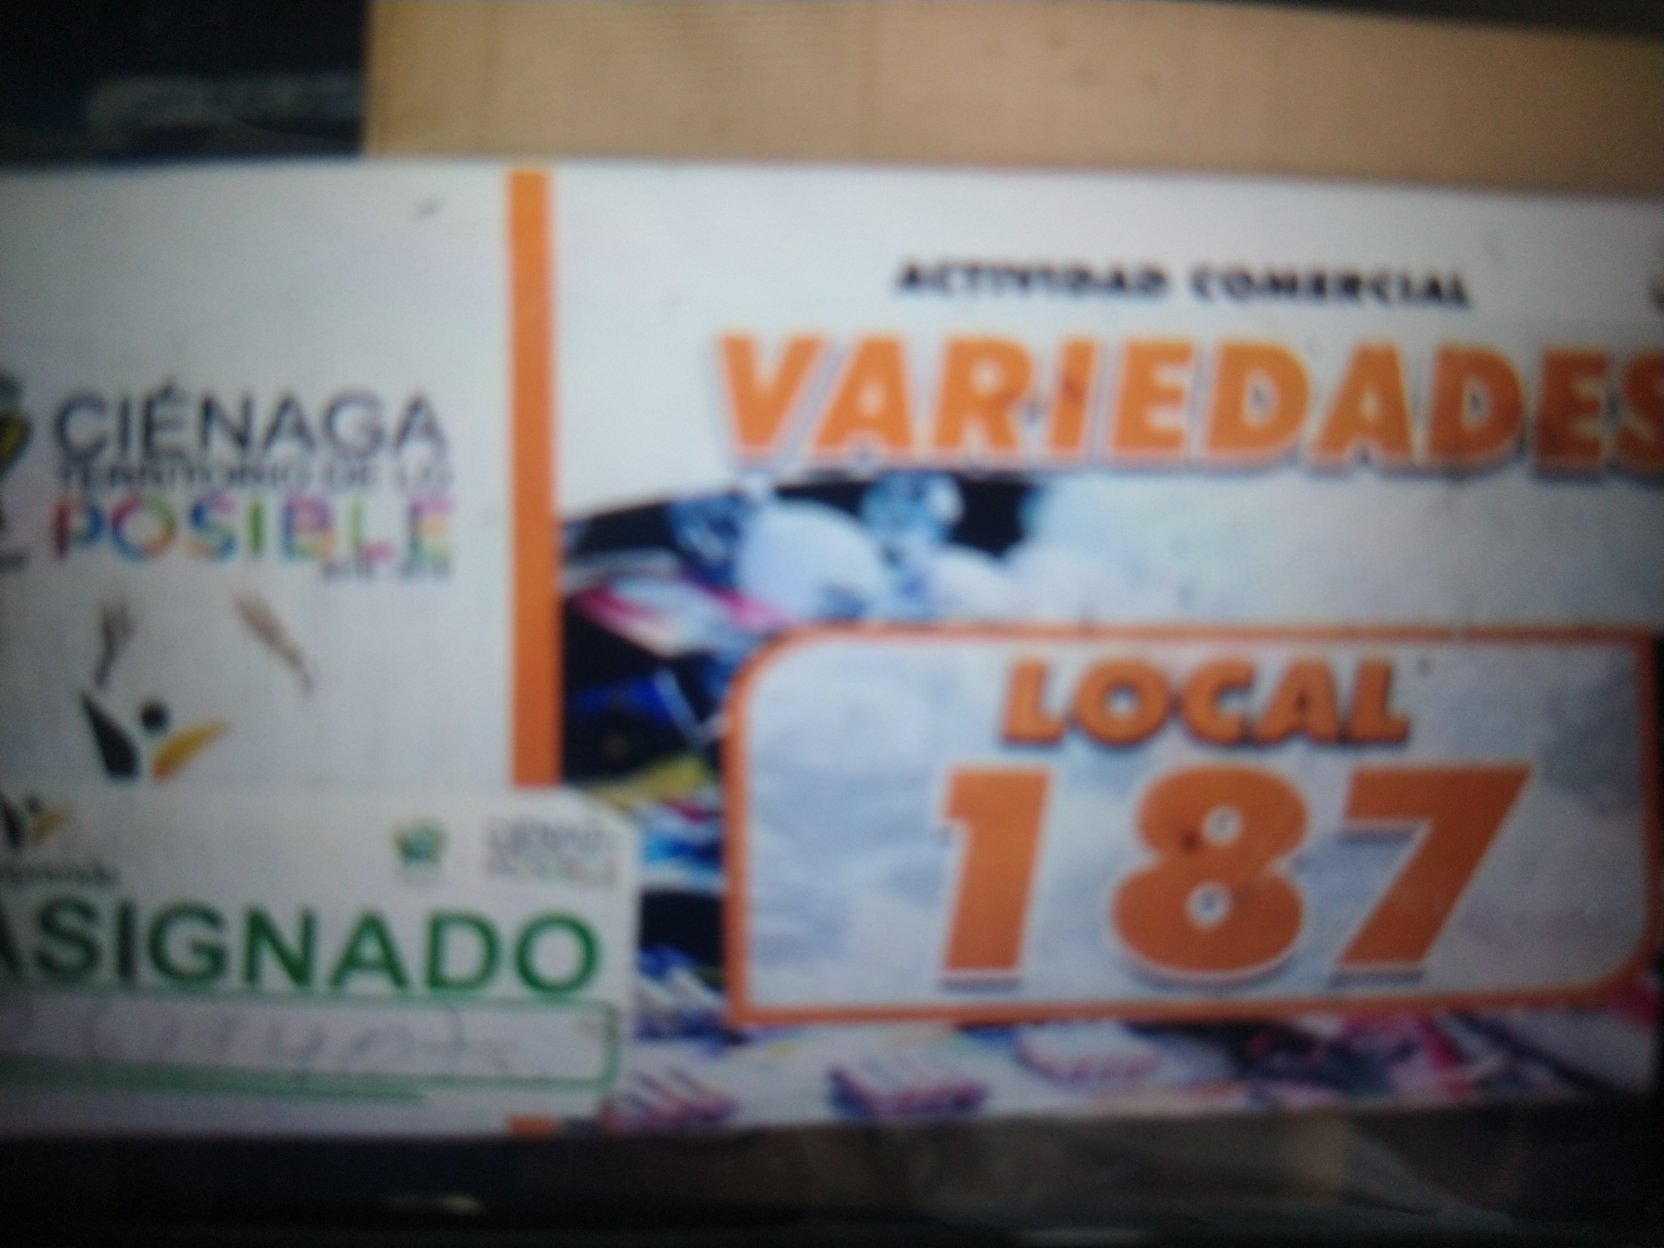 CIÉNAGA
TERRITORIO DE LO
POSIBLE
ACTIVIDAD COMERCIAL
VARIEDADES
LOCAL
187
ASIGNADO